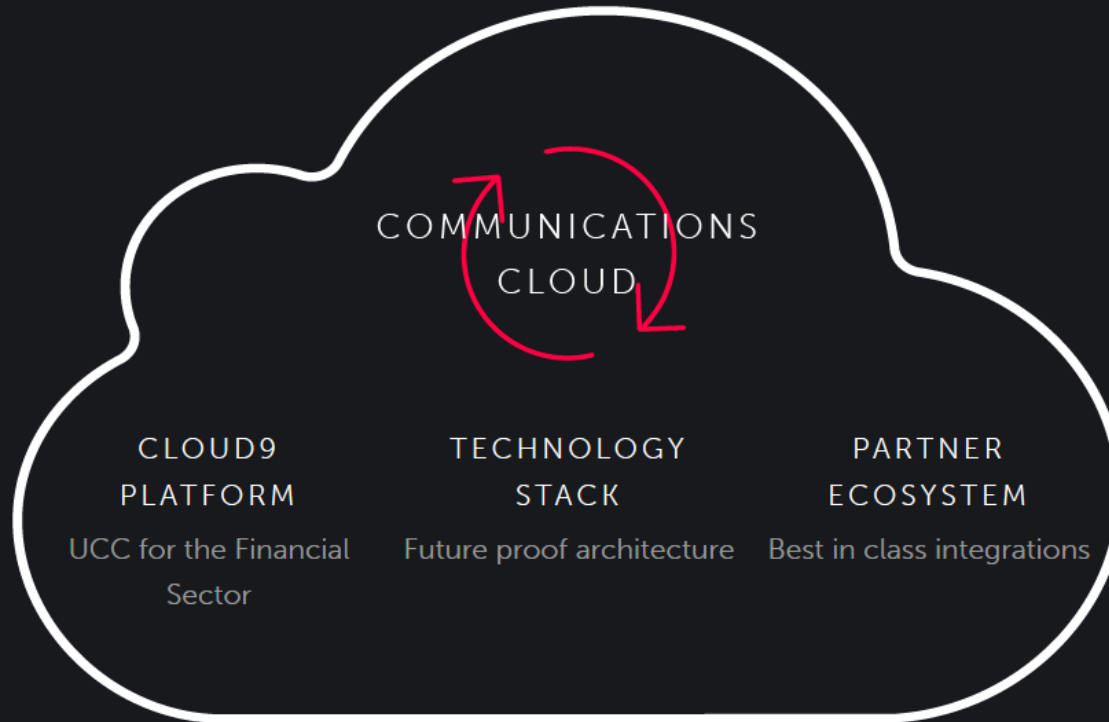 COMMUNICATIONS
CLOUD
CLOUD9
PLATFORM
UCC for the Financial
Sector
TECHNOLOGY
STACK
Future proof architecture
PARTNER
ECOSYSTEM
Best in class integrations